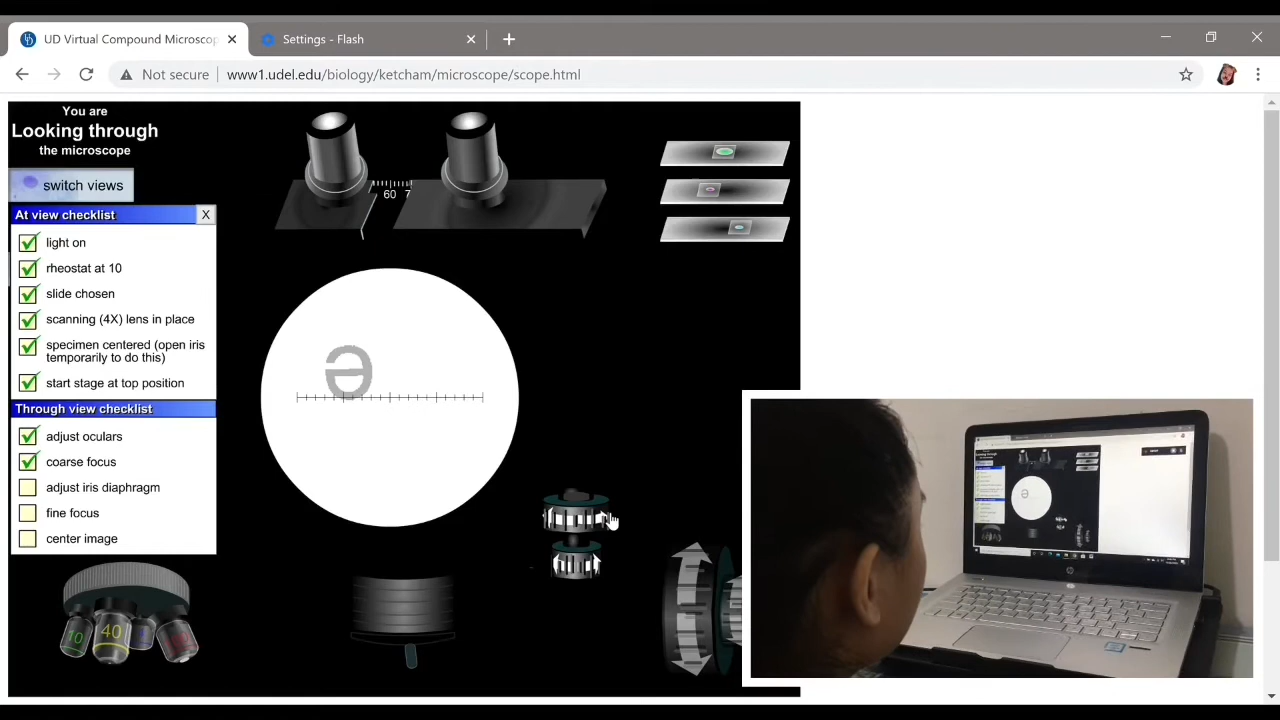 UD Virtual Compound Microscop
Settings - Flash
Not secure
www1.udel.edu/biology/ketcham/microscope/scope.html
You are
Looking through
the microscope
switch views
At view checklist
X
light on
rheostat at 10
slide chosen
scanning (4X) lens in place
specimen centered (open iris
temporarily to do this)
start stage at top position
Through view checklist
adjust oculars
coarse focus
adjust iris diaphragm
fine focus
center image
60 7
ə
10
40
hp